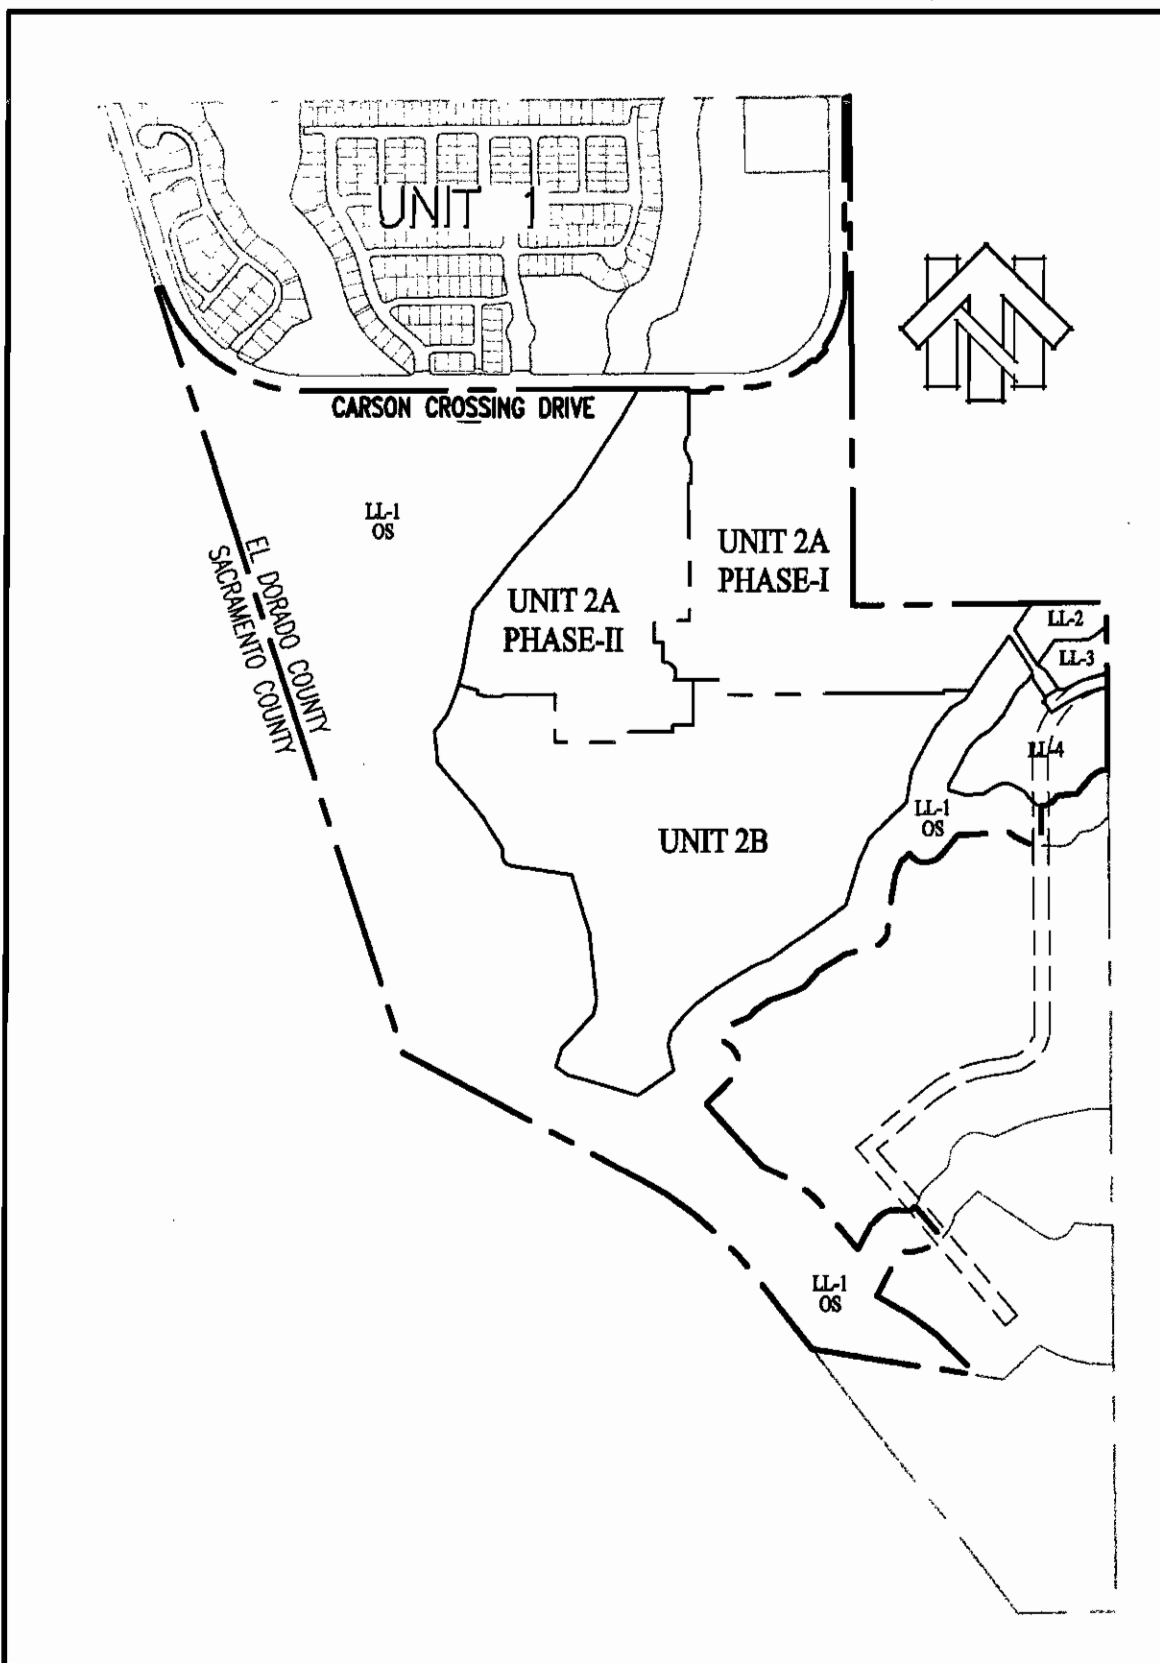 UNIT 1
CARSON CROSSING DRIVE
LL-1
OS
EL DORADO COUNTY
SACRAMENTO COUNTY
UNIT 2A
PHASE-I
UNIT 2A
PHASE-II
LL-2
LL-3
LL-4
LL-1
OS
UNIT 2B
LL-1
OS